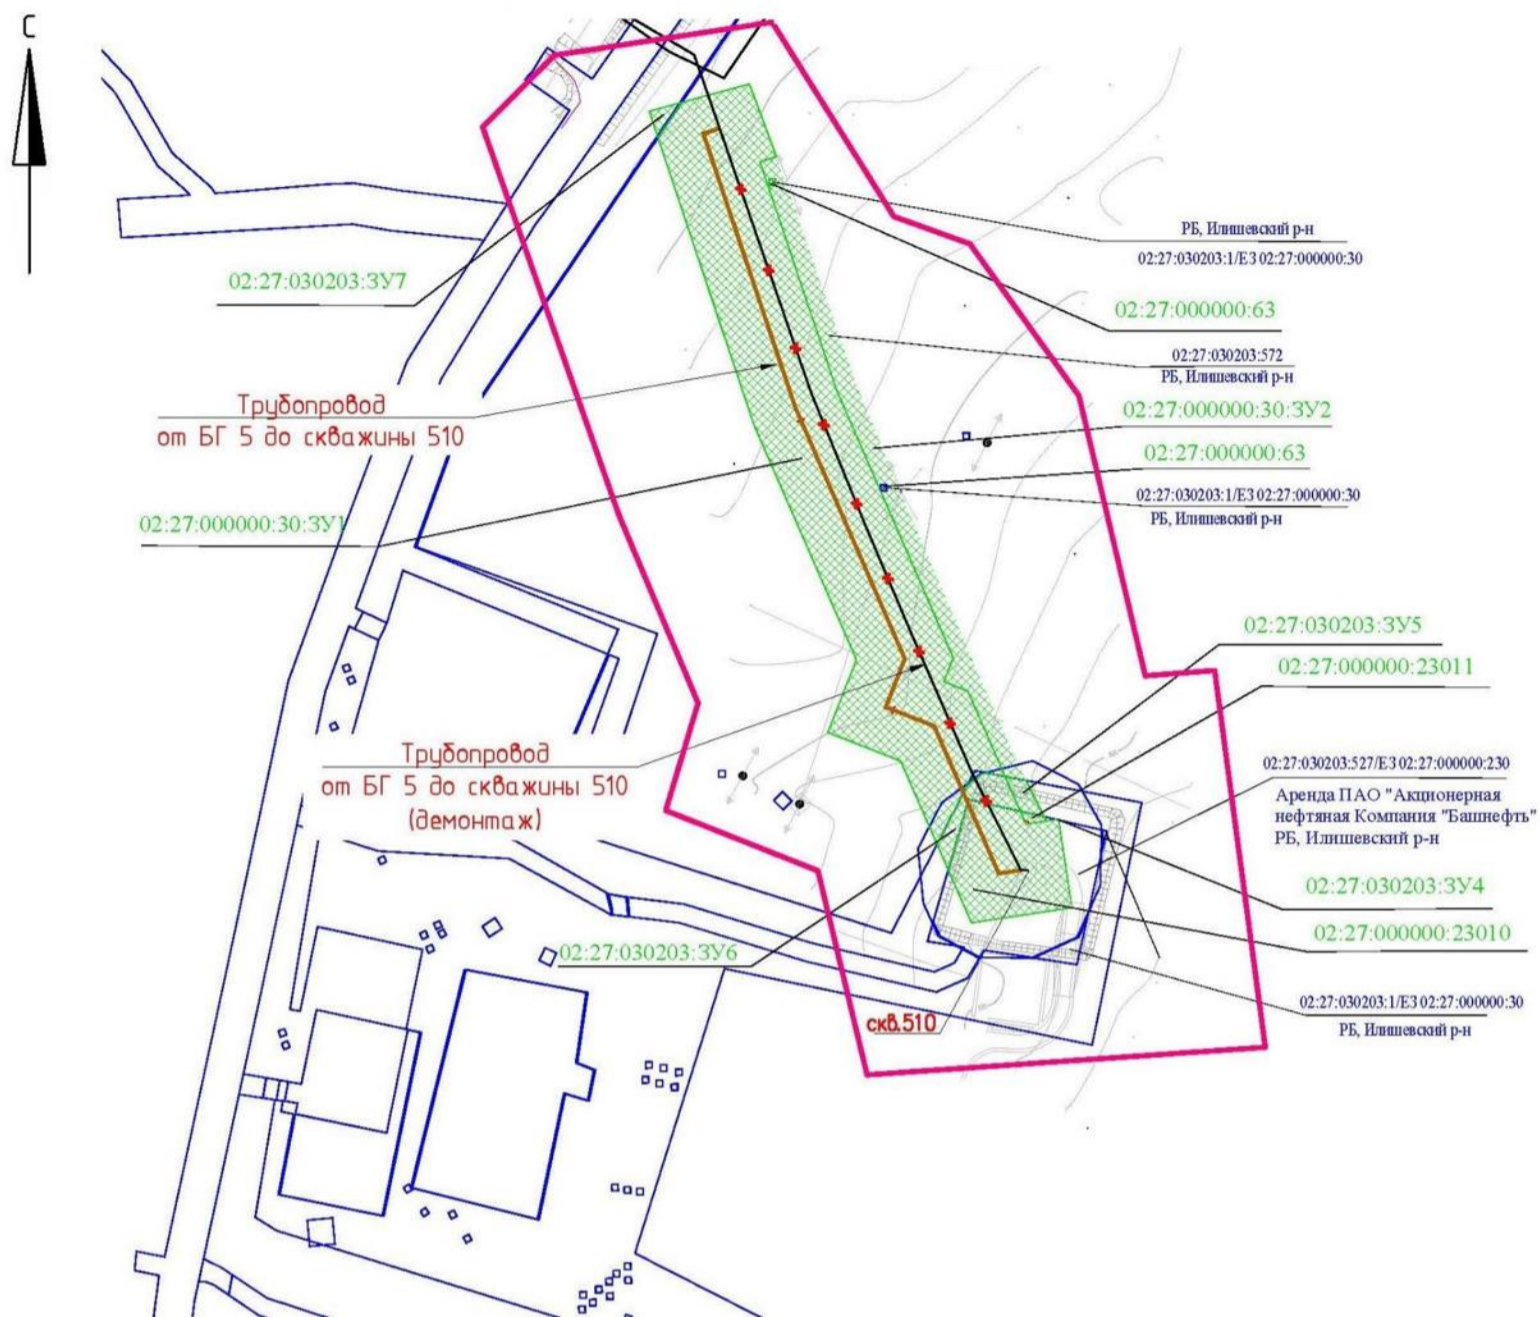 С
РБ, Илишевский р-н
02:27:030203:1/ЕЗ 02:27:000000:30
02:27:030203:ЗУ7
02:27:000000:63
02:27:030203:572
РБ, Илишевский р-н
Трубопровод
от БГ 5 до скважины 510
02:27:000000:30:ЗУ2
02:27:000000:63
02:27:030203:1/ЕЗ 02:27:000000:30
РБ, Илишевский р-н
02:27:000000:30:ЗУ1
02:27:030203:ЗУ5
02:27:000000:23011
Трубопровод
от БГ 5 до скважины 510
(демонтаж)
02:27:030203:527/ЕЗ 02:27:000000:230
Аренда ПАО "Акционерная
нефтяная Компания "Башнефть"
РБ, Илишевский р-н
02:27:030203:ЗУ4
02:27:000000:23010
02:27:030203:ЗУ6
02:27:030203:1/ЕЗ 02:27:000000:30
РБ, Илишевский р-н
скв.510